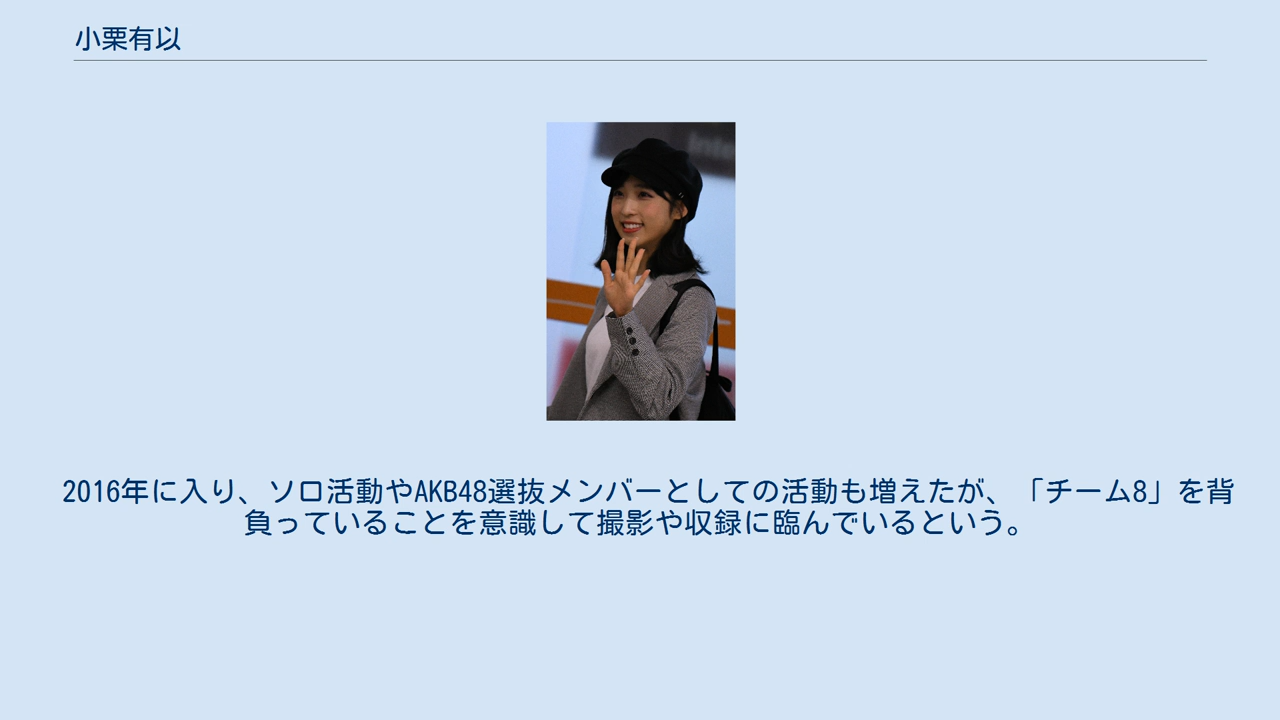 小栗有以
Inte
2016年に入り、ソロ活動やAKB48選抜メンバーとしての活動も増えたが、「チーム8」を背
負っていることを意識して撮影や収録に臨んでいるという。